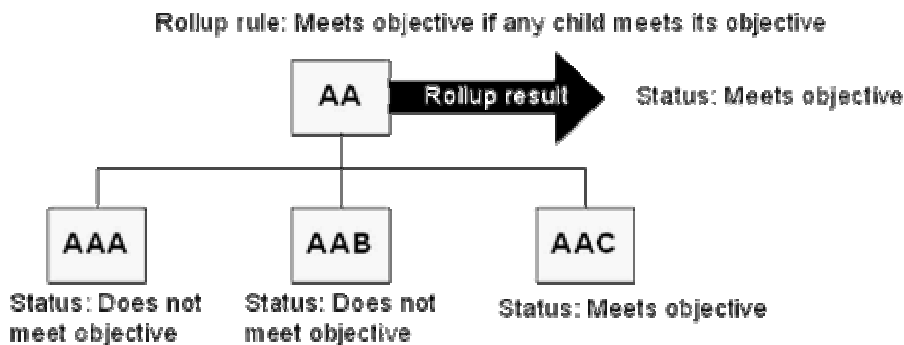 Rollup rule: Meets objective if any child meets its objective
AA
Rollup result
Status: Meets objective
AAA
AAB
AAC
Status: Does not
meet objective
Status: Does not
meet objective
Status: Meets objective